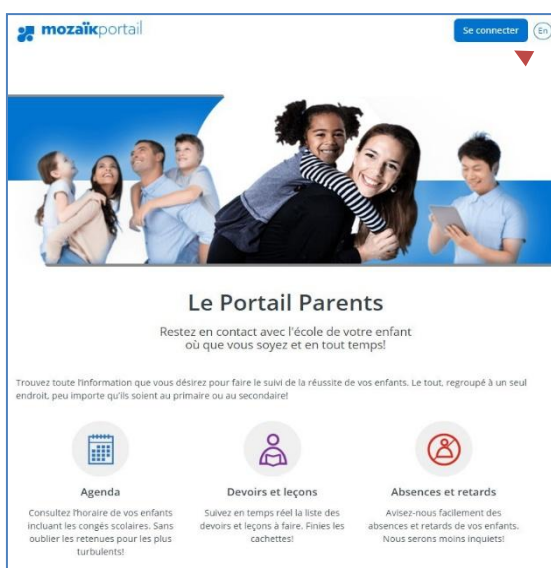 mozaïkportail
Se connecter
En
Le Portail Parents
Restez en contact avec l'école de votre enfant
où que vous soyez et en tout temps!
Trouvez toute l'information que vous désirez pour faire le suivi de la réussite de vos enfants. Le tout, regroupé à un seul
endroit, peu importe qu'ils soient au primaire ou au secondaire!
Agenda
Consultez l'horaire de vos enfants
incluant les congés scolaires. Sans
oublier les retenues pour les plus
turbulents!
Devoirs et leçons
Suivez en temps réel la liste des
devoirs et leçons à faire. Finies les
cachettes!
Absences et retards
Avisez-nous facilement des
absences et retards de vos enfants.
Nous serons moins inquiets!